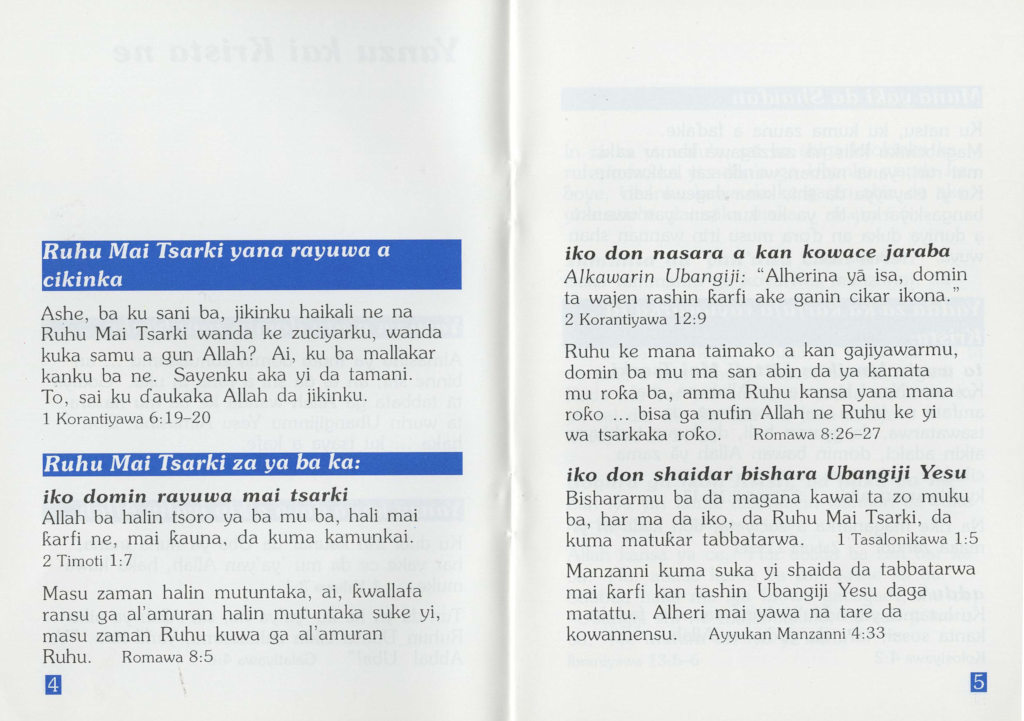 Ruhu Mai Tsarki yana rayuwa a
cikinka
Ashe, ba ku sani ba, jikinku haikali ne na
Ruhu Mai Tsarki wanda ke zuciyarku, wanda
kuka samu a gun Allah? Ai, ku ba mallakar
kanku ba ne. Sayenku aka yi da tamani.
To, sai ku ɗaukaka Allah da jikinku.
1 Korantiyawa 6:19-20
Ruhu Mai Tsarki za ya ba ka:
iko domin rayuwa mai tsarki
Allah ba halin tsoro ya ba mu ba, hali mai
ƙarfi ne, mai ƙauna, da kuma kamunkai.
2 Timoti 1:7
Masu zaman halin mutuntaka, ai, ƙwallafa
ransu ga al'amuran halin mutuntaka suke yi,
masu zaman Ruhu kuwa ga al'amuran
Ruhu. Romawa 8:5
4
iko don nasara a kan kowace jaraba
Alkawarin Ubangiji: “Alherina yā isa, domin
ta wajen rashin ƙarfi ake ganin cikar ikona.”
2 Korantiyawa 12:9
Ruhu ke mana taimako a kan gajiyawarmu,
domin ba mu ma san abin da ya kamata
mu roƙa ba, amma Ruhu kansa yana mana
roƙo ... bisa ga nufin Allah ne Ruhu ke yi
wa tsarkaka roƙo. Romawa 8:26-27
iko don shaidar bishara Ubangiji Yesu
Bishararmu ba da magana kawai ta zo muku
ba, har ma da iko, da Ruhu Mai Tsarki, da
kuma matuƙar tabbatarwa. 1 Tasalonikawa 1:5
Manzanni kuma suka yi shaida da tabbatarwa
mai ƙarfi kan tashin Ubangiji Yesu daga
matattu. Alheri mai yawa na tare da
kowannensu. Ayyukan Manzanni 4:33
5